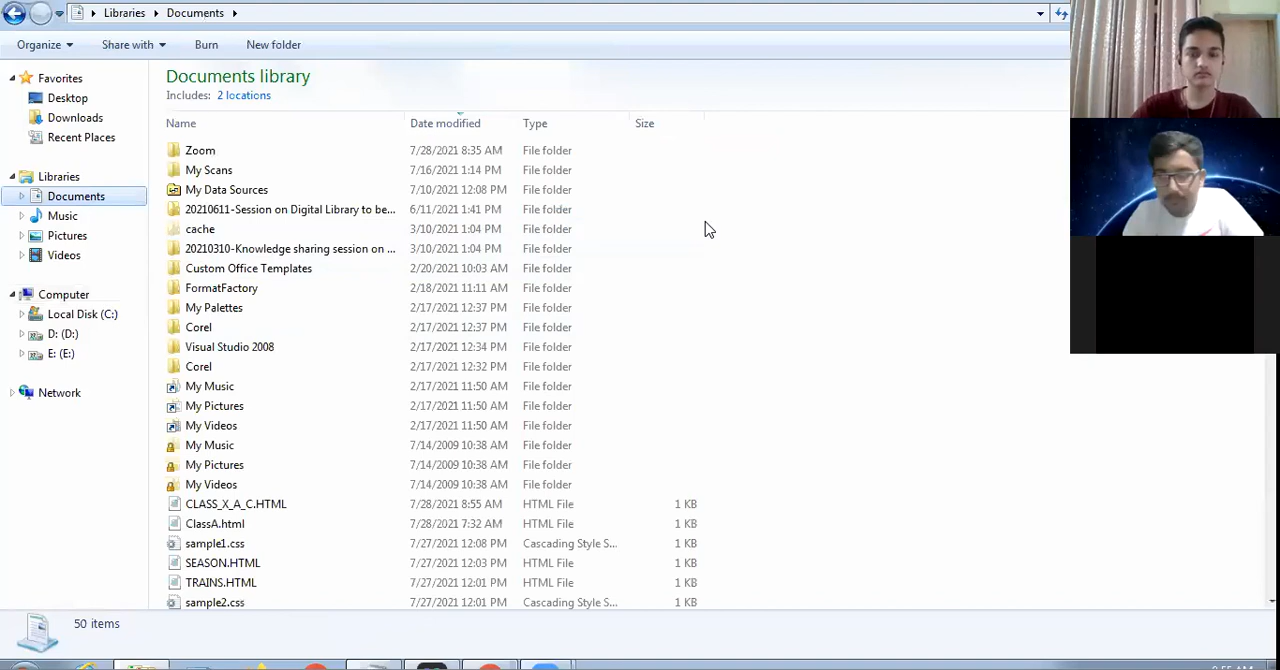 Libraries Documents
Organize Share with Burn New folder
Favorites
Desktop
Downloads
Recent Places
Libraries
Documents
Music
Pictures
Videos
Computer
Local Disk (C:)
D: (D:)
E: (E:)
Network
Documents library
Includes: 2 locations
Name Date modified Type Size
Zoom 7/28/2021 8:35 AM File folder
My Scans 7/16/2021 1:14 PM File folder
My Data Sources 7/10/2021 12:08 PM File folder
20210611-Session on Digital Library to be... 6/11/2021 1:41 PM File folder
cache 3/10/2021 1:04 PM File folder
20210310-Knowledge sharing session on ... 3/10/2021 1:04 PM File folder
Custom Office Templates 2/20/2021 10:03 AM File folder
FormatFactory 2/18/2021 11:11 AM File folder
My Palettes 2/17/2021 12:37 PM File folder
Corel 2/17/2021 12:37 PM File folder
Visual Studio 2008 2/17/2021 12:34 PM File folder
Corel 2/17/2021 12:32 PM File folder
My Music 2/17/2021 11:50 AM File folder
My Pictures 2/17/2021 11:50 AM File folder
My Videos 2/17/2021 11:50 AM File folder
My Music 7/14/2009 10:38 AM File folder
My Pictures 7/14/2009 10:38 AM File folder
My Videos 7/14/2009 10:38 AM File folder
CLASS_X_A_C.HTML 7/28/2021 8:55 AM HTML File 1 KB
ClassA.html 7/28/2021 7:32 AM HTML File 1 KB
sample1.css 7/27/2021 12:08 PM Cascading Style S... 1 KB
SEASON.HTML 7/27/2021 12:03 PM HTML File 1 KB
TRAINS.HTML 7/27/2021 12:01 PM HTML File 1 KB
sample2.css 7/27/2021 12:01 PM Cascading Style S... 1 KB
50 items